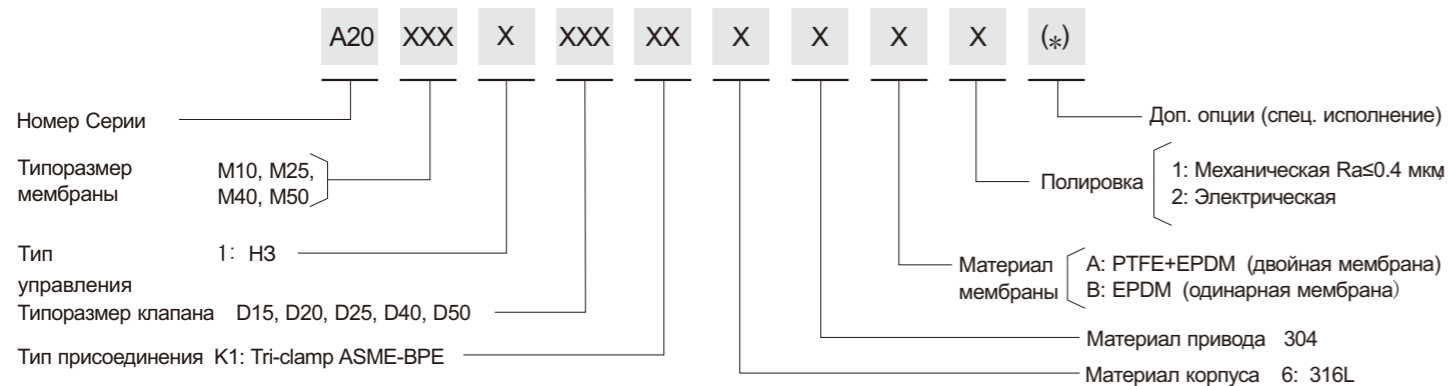 A20 XXX X XXX XX X X X X (*)
Номер Серии
Доп. опции (спец. исполнение)
Типоразмер мембраны
M10, M25,
M40, M50
Полировка
1: Механическая Ra≤0.4 мкм
2: Электрическая
Тип управления
1: НЗ
Материал мембраны
A: PTFE+EPDM (двойная мембрана)
B: EPDM (одинарная мембрана)
Типоразмер клапана D15, D20, D25, D40, D50
Материал привода 304
Тип присоединения K1: Tri-clamp ASME-BPE
Материал корпуса 6: 316L